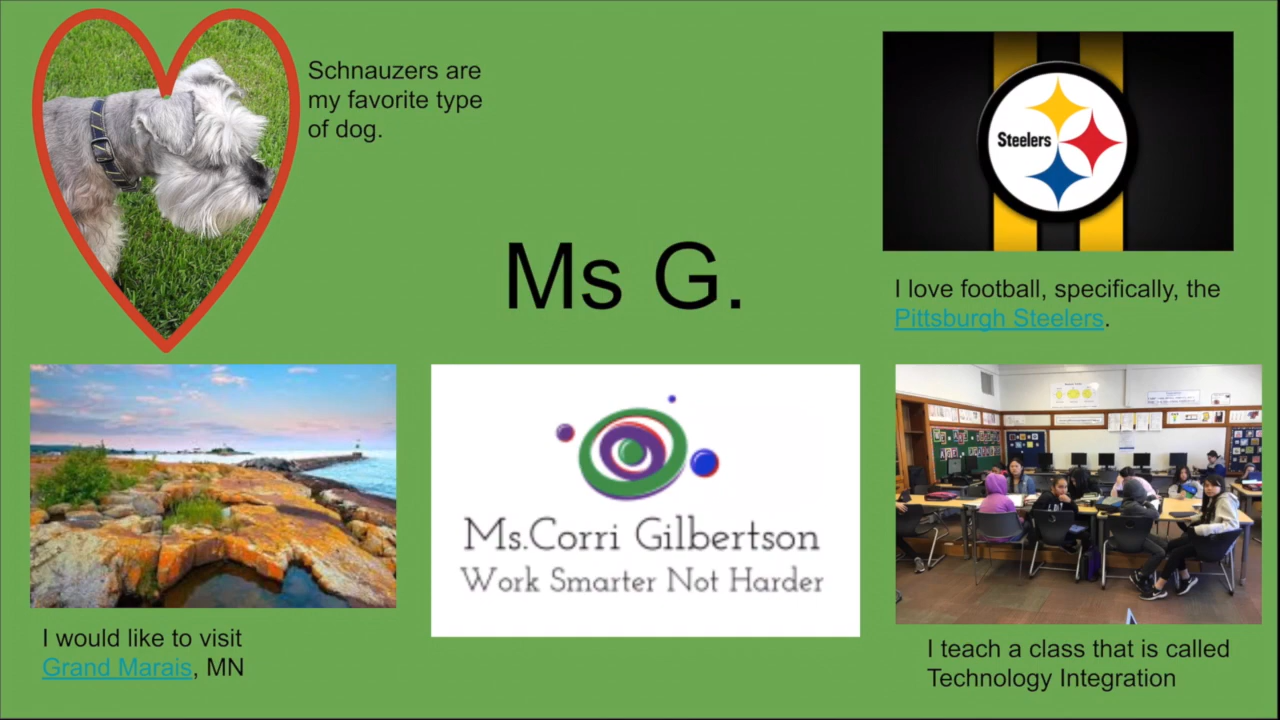 Schnauzers are
my favorite type
of dog.
Steelers
Ms G.
I love football, specifically, the
Pittsburgh Steelers.
Ms.Corri Gilbertson
Work Smarter Not Harder
I would like to visit
Grand Marais, MN
I teach a class that is called
Technology Integration